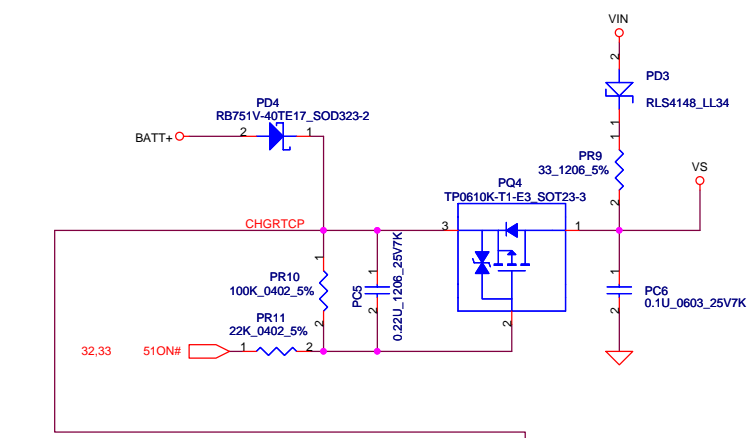 VIN
2
PD3
RLS4148_LL34
1
PD4
RB751V-40TE17_SOD323-2
BATT+
2
1
1
PR9
33_1206_5%
2
VS
PQ4
TP0610K-T1-E3_SOT23-3
CHGRTCP
3
1
2
1
PR10
100K_0402_5%
2
1
PC5
2
0.22U_1206_25V7K
1
PC6
0.1U_0603_25V7K
2
PR11
22K_0402_5%
32,33
51ON#
1
2